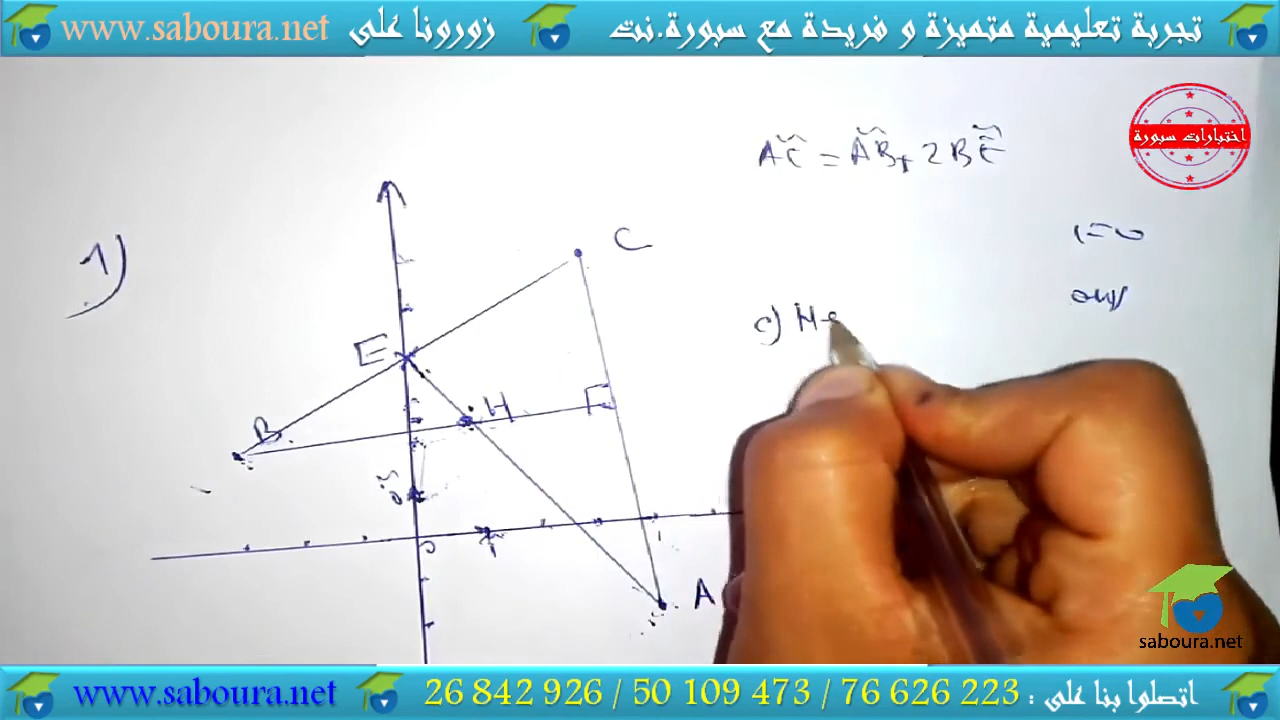 تجربة تعليمية متميزة و فريدة مع سبورة.نت زورونا على www.saboura.net
اختبارات سبورة
1)
AC = AB + 2BE
C
E
c) H e
H
F
B
J
O
I
A
saboura.net
اتصلوا بنا على : 26 842 926 / 50 109 473 / 76 626 223 www.saboura.net